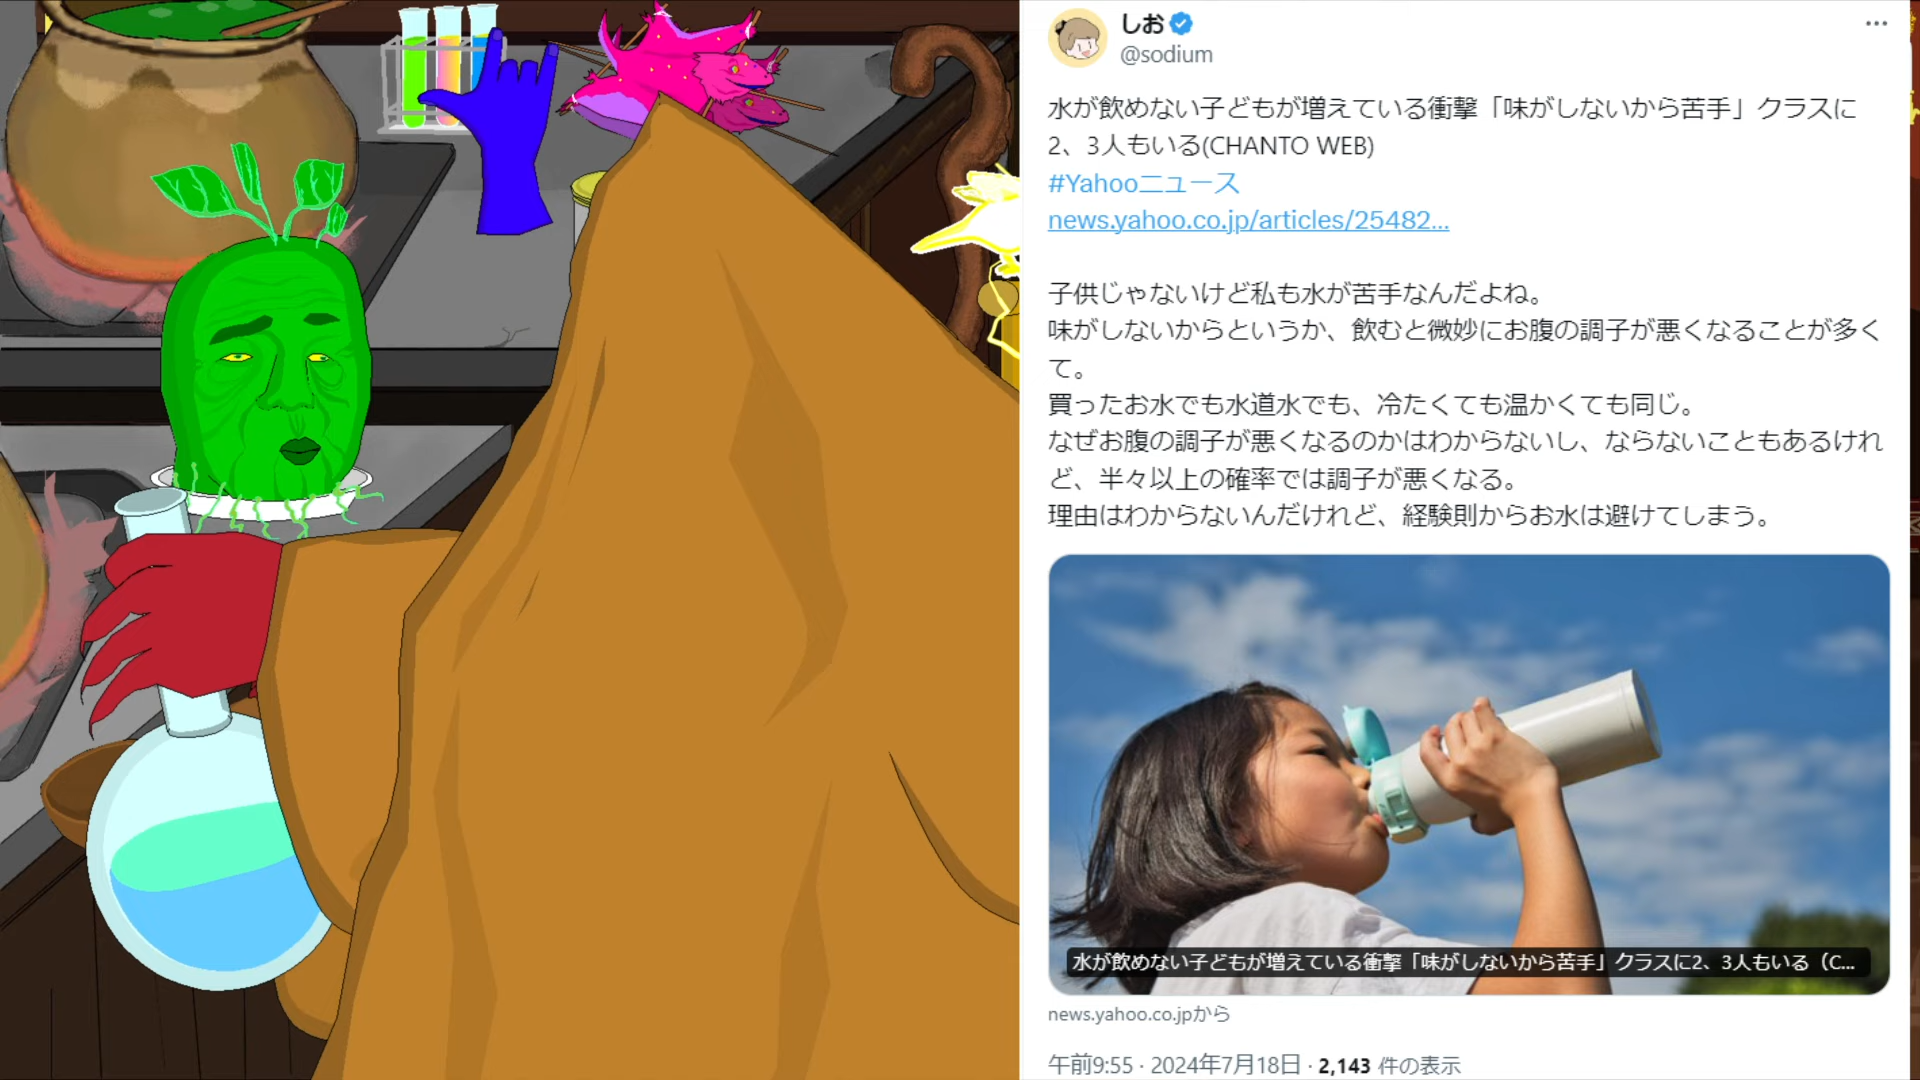 しお
@sodium
水が飲めない子どもが増えている衝撃「味がしないから苦手」クラスに
2、3人もいる(CHANTO WEB)
#Yahooニュース
news.yahoo.co.jp/articles/25482…
子供じゃないけど私も水が苦手なんだよね。
味がしないからというか、飲むと微妙にお腹の調子が悪くなることが多く
て。
買ったお水でも水道水でも、冷たくても温かくても同じ。
なぜお腹の調子が悪くなるのかはわからないし、ならないこともあるけれ
ど、半々以上の確率では調子が悪くなる。
理由はわからないんだけれど、経験則からお水は避けてしまう。
水が飲めない子どもが増えている衝撃「味がしないから苦手」クラスに2、3人もいる（C...
news.yahoo.co.jpから
午前9:55 · 2024年7月18日 · 2,143 件の表示